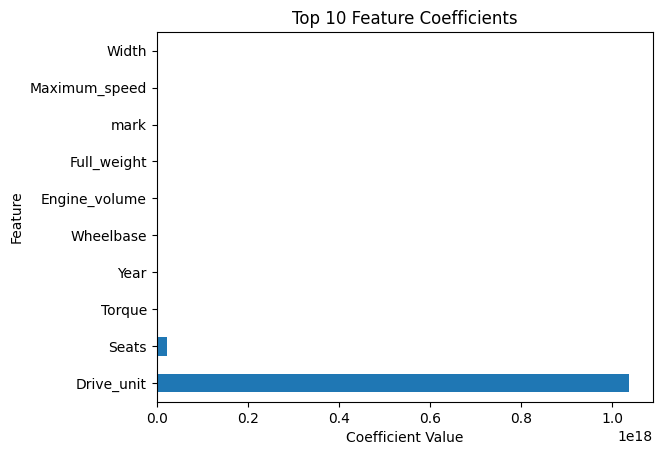 Top 10 Feature Coefficients
Width
Maximum_speed
mark
Full_weight
Engine_volume
Wheelbase
Year
Torque
Seats
Drive_unit
Feature
0.0 0.2 0.4 0.6 0.8 1.0
1e18
Coefficient Value